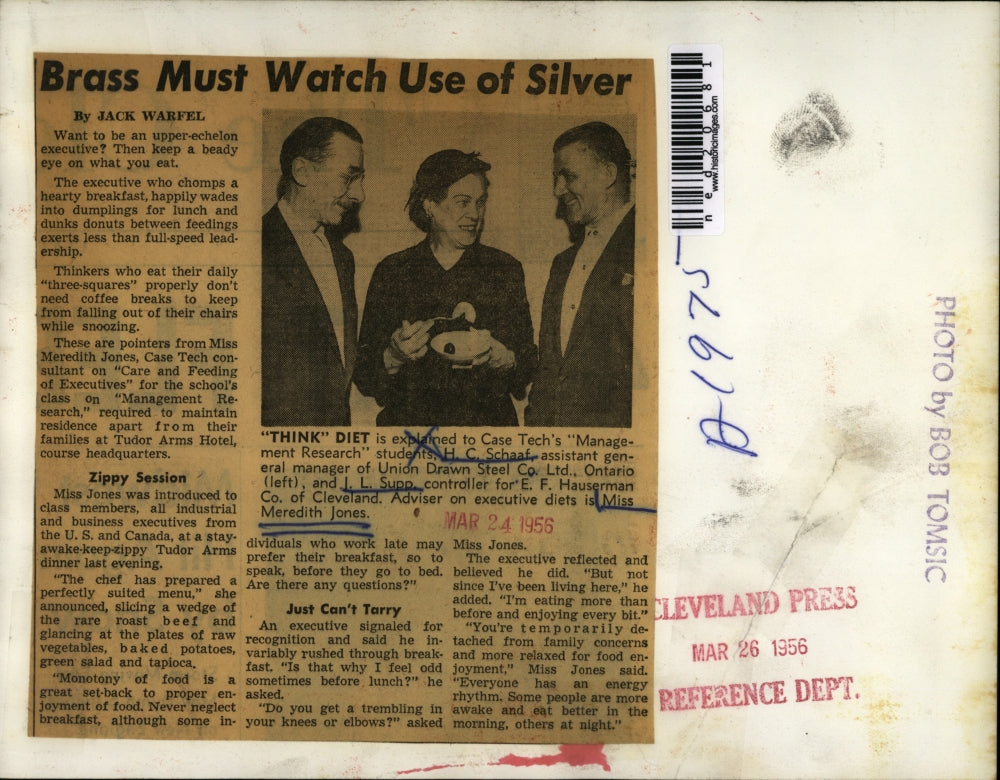 Brass Must Watch Use of Silver
By JACK WARFEL
Want to be an upper-echelon
executive? Then keep a beady
eye on what you eat.
The executive who chomps a
hearty breakfast, happily wades
into dumplings for lunch and
dunks donuts between feedings
exerts less than full-speed lead-
ership.
Thinkers who eat their daily
"three-squares" properly don't
need coffee breaks to keep
from falling out of their chairs
while snoozing.
These are pointers from Miss
Meredith Jones, Case Tech con-
sultant on "Care and Feeding
of Executives" for the school's
class on "Management Re-
search," required to maintain
residence apart from their
families at Tudor Arms Hotel,
course headquarters.
Zippy Session
Miss Jones was introduced to
class members, all industrial
and business executives from
the U. S. and Canada, at a stay-
awake-keep-zippy Tudor Arms
dinner last evening.
"The chef has prepared a
perfectly suited menu," she
announced, slicing a wedge of
the rare roast beef and
glancing at the plates of raw
vegetables, baked potatoes,
green salad and tapioca.
"Monotony of food is a
great set-back to proper en-
joyment of food. Never neglect
breakfast, although some in-
"THINK" DIET is explained to Case Tech's "Manage-
ment Research" students, H. C. Schaaf, assistant gen-
eral manager of Union Drawn Steel Co. Ltd., Ontario
(left), and J. L. Supp, controller for E. F. Hauserman
Co. of Cleveland. Adviser on executive diets is Miss
Meredith Jones.
MAR 24 1956
dividuals who work late may
prefer their breakfast, so to
speak, before they go to bed.
Are there any questions?"
Just Can't Tarry
An executive signaled for
recognition and said he in-
variably rushed through break-
fast. "Is that why I feel odd
sometimes before lunch?" he
asked.
"Do you get a trembling in
your knees or elbows?" asked
Miss Jones.
The executive reflected and
believed he did. "But not
since I've been living here," he
added. "I'm eating more than
before and enjoying every bit."
"You're temporarily de-
tached from family concerns
and more relaxed for food en-
joyment," Miss Jones said.
"Everyone has an energy
rhythm. Some people are more
awake and eat better in the
morning, others at night."
www.historicimages.com
ned20681
A-1975
PHOTO by BOB TOMSIC
CLEVELAND PRESS
MAR 26 1956
REFERENCE DEPT.